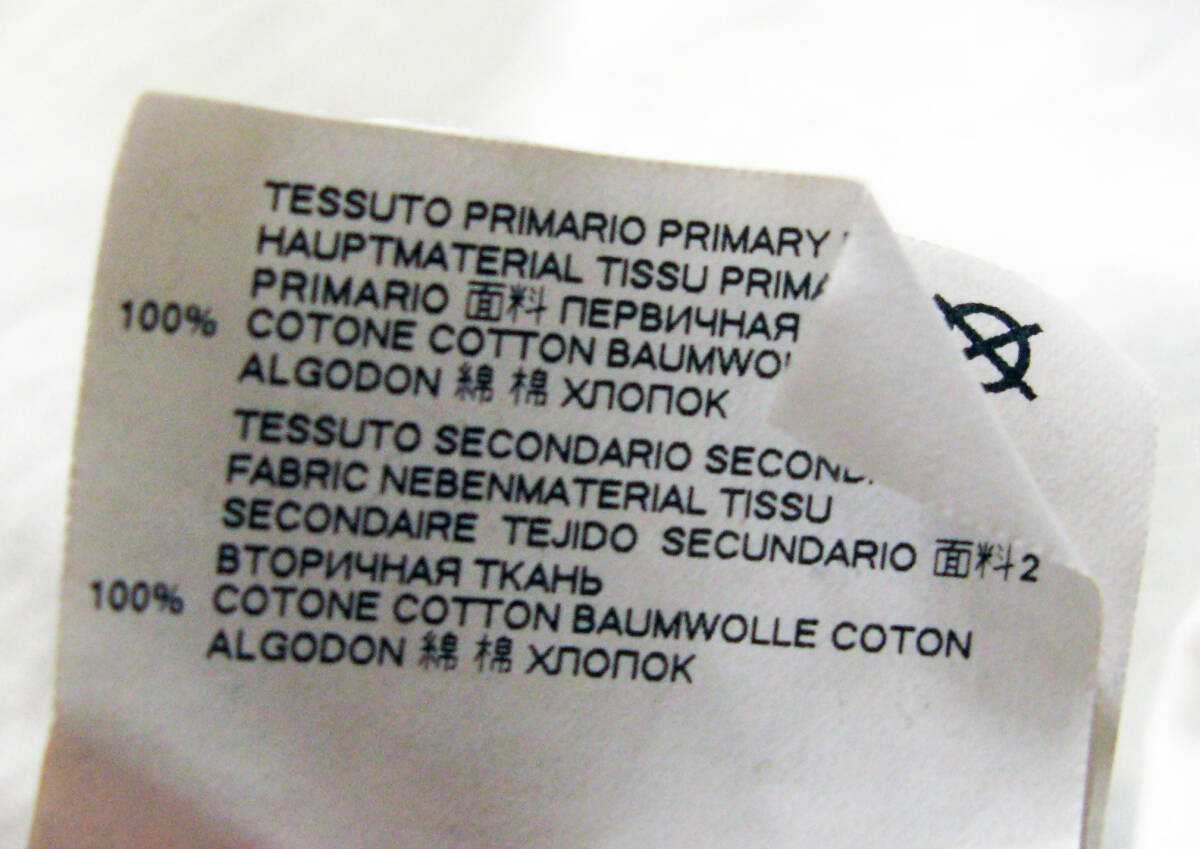 TESSUTO PRIMARIO PRIMARY
HAUPTMATERIAL TISSU PRIMA
PRIMARIO 面料 ПЕРВИЧНАЯ
100% COTONE COTTON BAUMWO
ALGODON 綿 棉 ХЛОПОК
TESSUTO SECONDARIO SECOND
FABRIC NEBENMATERIAL TISSU
SECONDAIRE TEJIDO SECUNDARIO 面料2
ВТОРИЧНАЯ ТКАНЬ
100% COTONE COTTON BAUMWOLLE COTON
ALGODON 綿 棉 ХЛОПОК